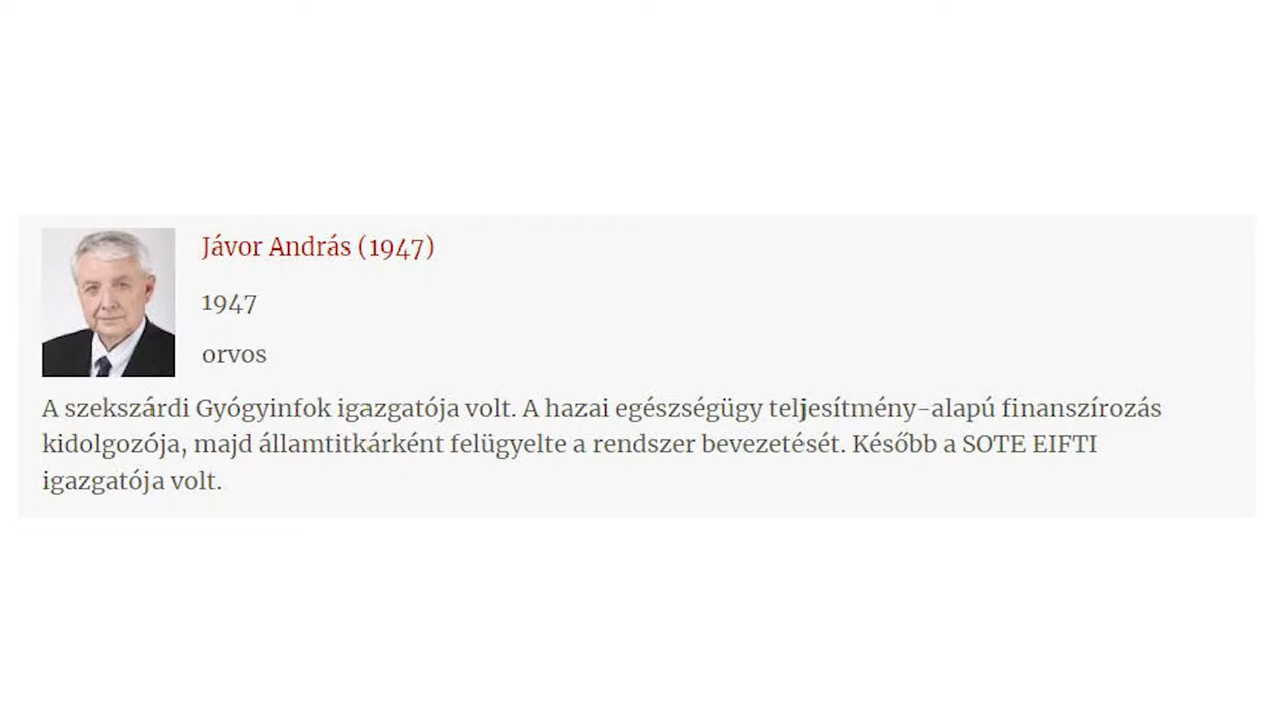 Jávor András (1947)
1947
orvos
A szekszárdi Gyógyinfok igazgatója volt. A hazai egészségügy teljesítmény-alapú finanszírozás
kidolgozója, majd államtitkárként felügyelte a rendszer bevezetését. Később a SOTE EIFTI
igazgatója volt.